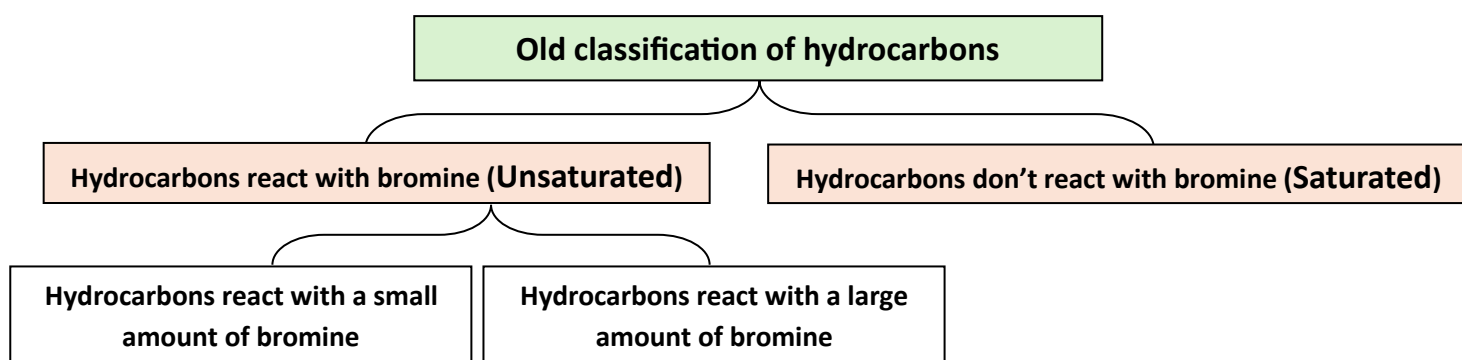 Old classification of hydrocarbons
Hydrocarbons react with bromine (Unsaturated)
Hydrocarbons don’t react with bromine (Saturated)
Hydrocarbons react with a small
amount of bromine
Hydrocarbons react with a large
amount of bromine